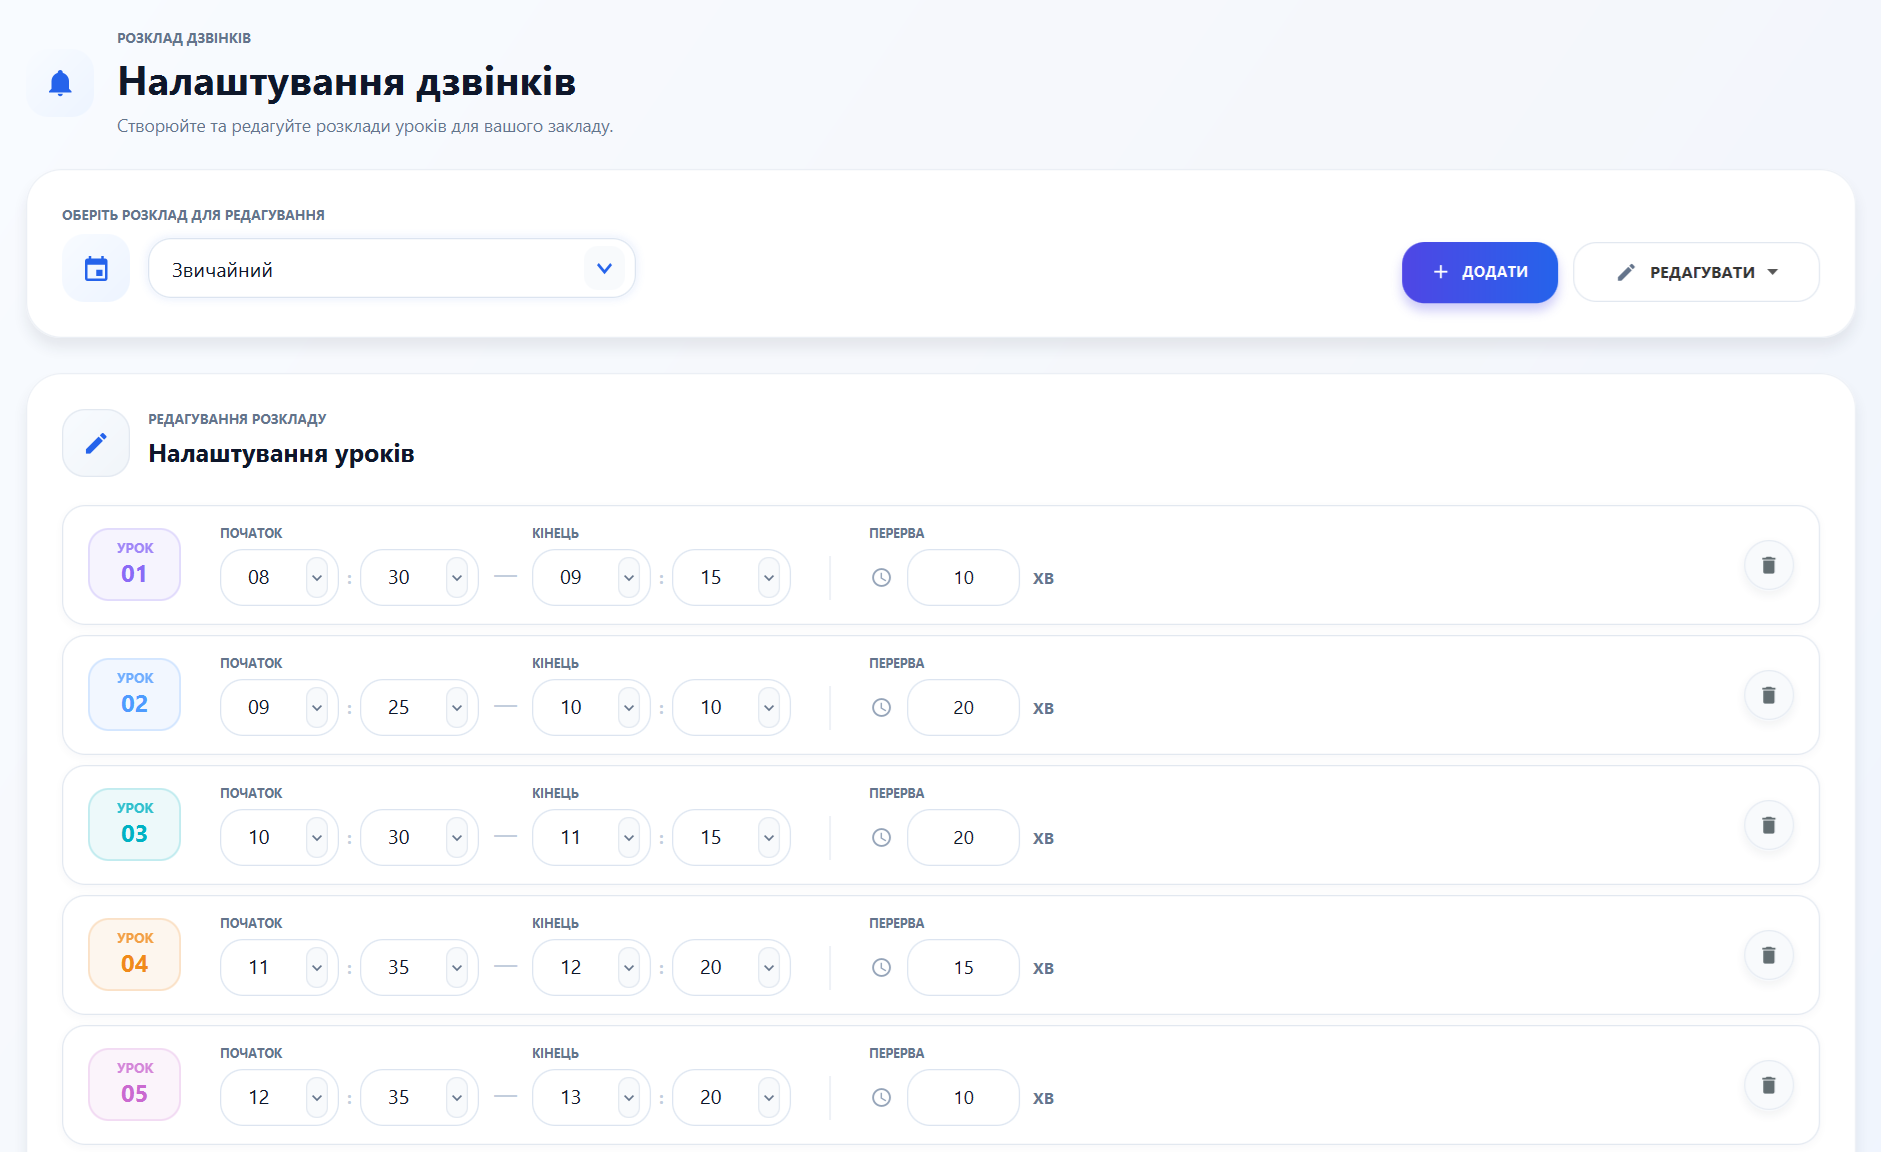 РОЗКЛАД ДЗВІНКІВ
Налаштування дзвінків
Створюйте та редагуйте розклади уроків для вашого закладу.
ОБЕРІТЬ РОЗКЛАД ДЛЯ РЕДАГУВАННЯ
Звичайний
+ ДОДАТИ
РЕДАГУВАТИ
РЕДАГУВАННЯ РОЗКЛАДУ
Налаштування уроків
УРОК 01 ПОЧАТОК 08 : 30 — КІНЕЦЬ 09 : 15 ПЕРЕРВА 10 ХВ
УРОК 02 ПОЧАТОК 09 : 25 — КІНЕЦЬ 10 : 10 ПЕРЕРВА 20 ХВ
УРОК 03 ПОЧАТОК 10 : 30 — КІНЕЦЬ 11 : 15 ПЕРЕРВА 20 ХВ
УРОК 04 ПОЧАТОК 11 : 35 — КІНЕЦЬ 12 : 20 ПЕРЕРВА 15 ХВ
УРОК 05 ПОЧАТОК 12 : 35 — КІНЕЦЬ 13 : 20 ПЕРЕРВА 10 ХВ